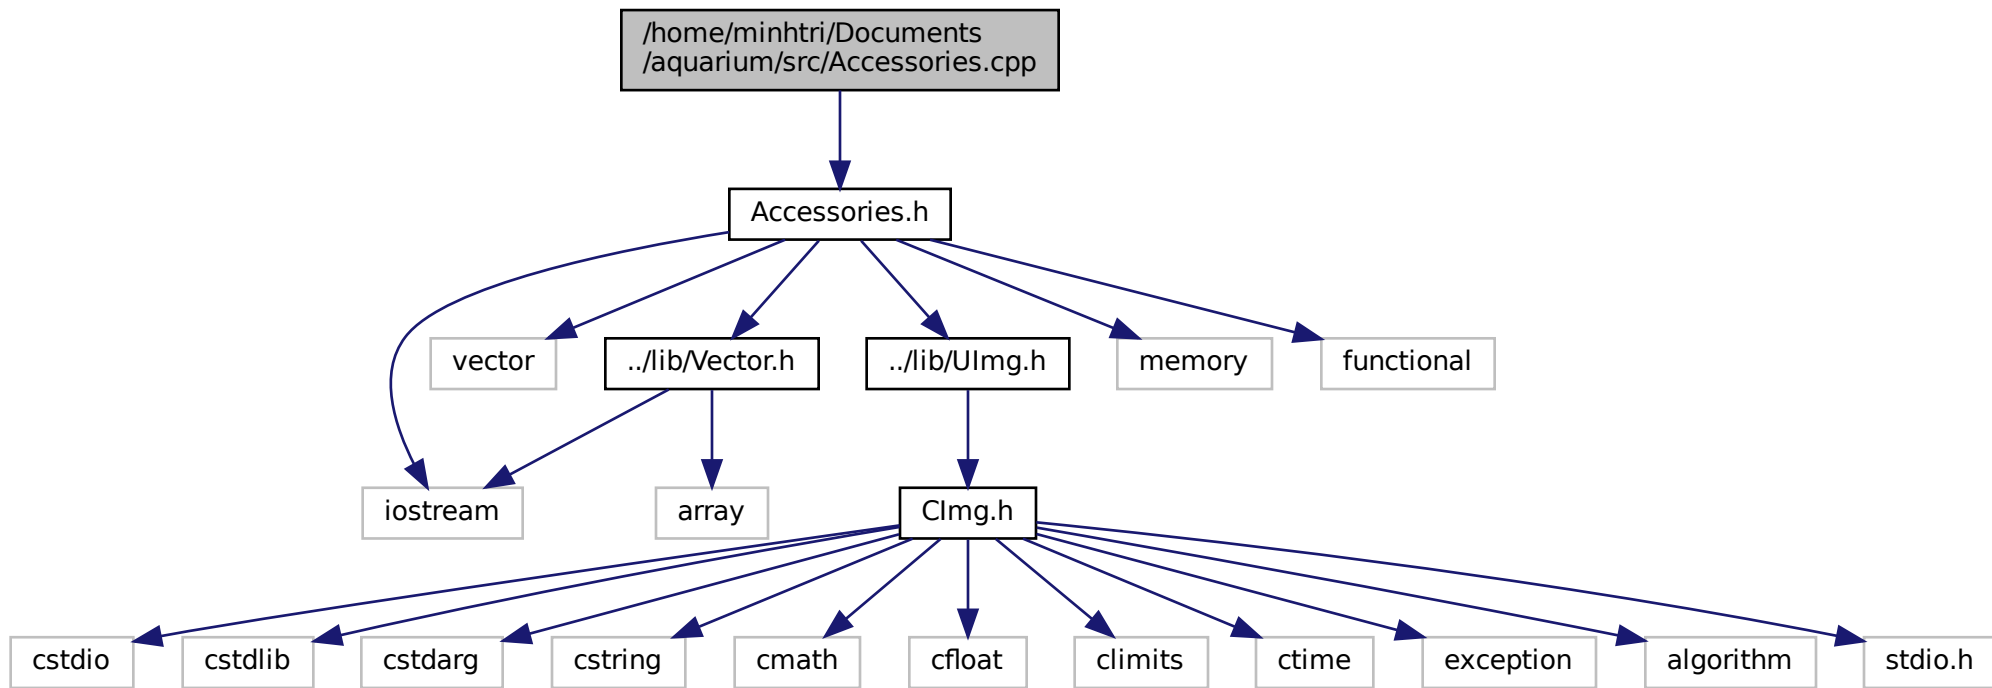 /home/minhtri/Documents
/aquarium/src/Accessories.cpp
Accessories.h
vector
../lib/Vector.h
../lib/UImg.h
memory
functional
iostream
array
CImg.h
cstdio
cstdlib
cstdarg
cstring
cmath
cfloat
climits
ctime
exception
algorithm
stdio.h